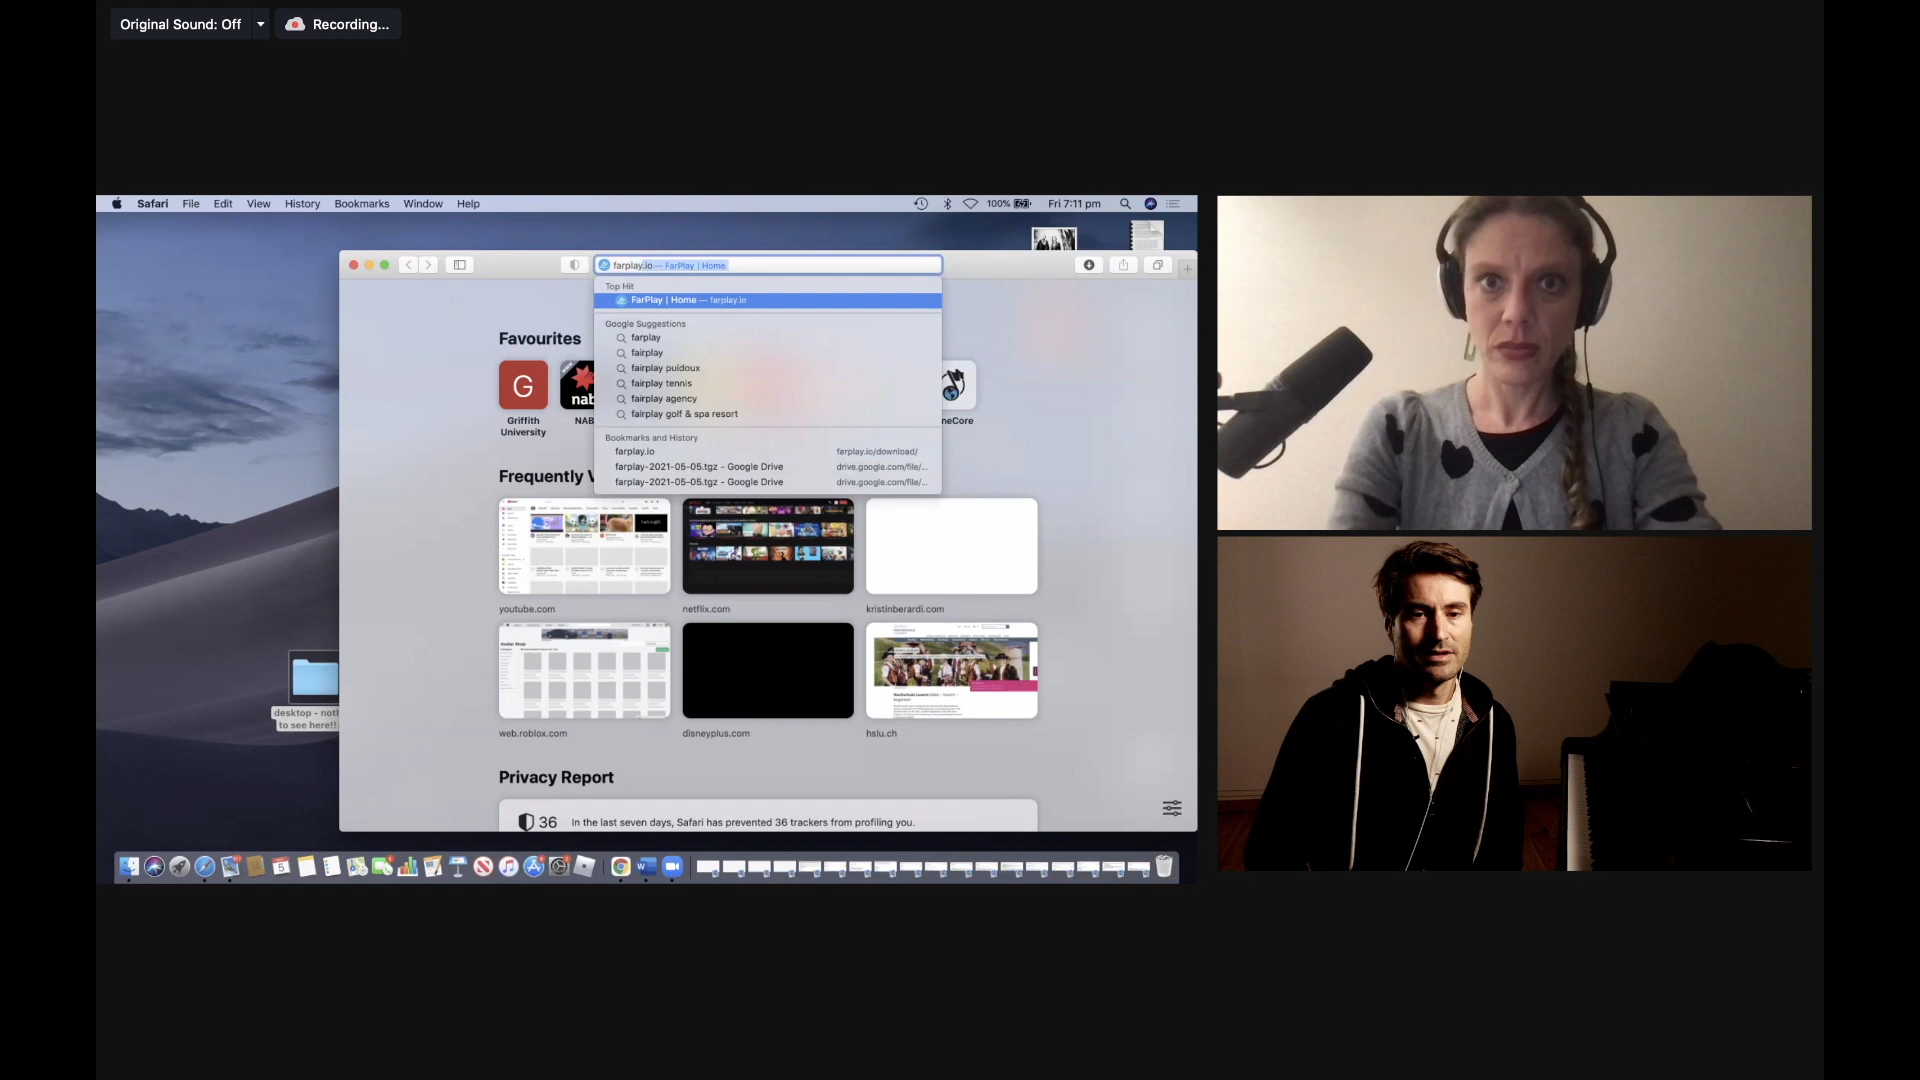 Original Sound: Off
Recording...
Safari File Edit View History Bookmarks Window Help
100%
Fri 7:11 pm
farplay.io — FarPlay | Home
Top Hit
FarPlay | Home — farplay.io
Google Suggestions
farplay
fairplay
fairplay puidoux
fairplay tennis
fairplay agency
fairplay golf & spa resort
Bookmarks and History
farplay.io farplay.io/download/
farplay-2021-05-05.tgz - Google Drive drive.google.com/file/...
farplay-2021-05-05.tgz - Google Drive drive.google.com/file/...
Favourites
G
nab
Griffith
University
NAB
neCore
Frequently V
youtube.com
netflix.com
kristinberardi.com
web.roblox.com
disneyplus.com
hslu.ch
desktop - noth
to see here!!
Privacy Report
36 In the last seven days, Safari has prevented 36 trackers from profiling you.
5
W